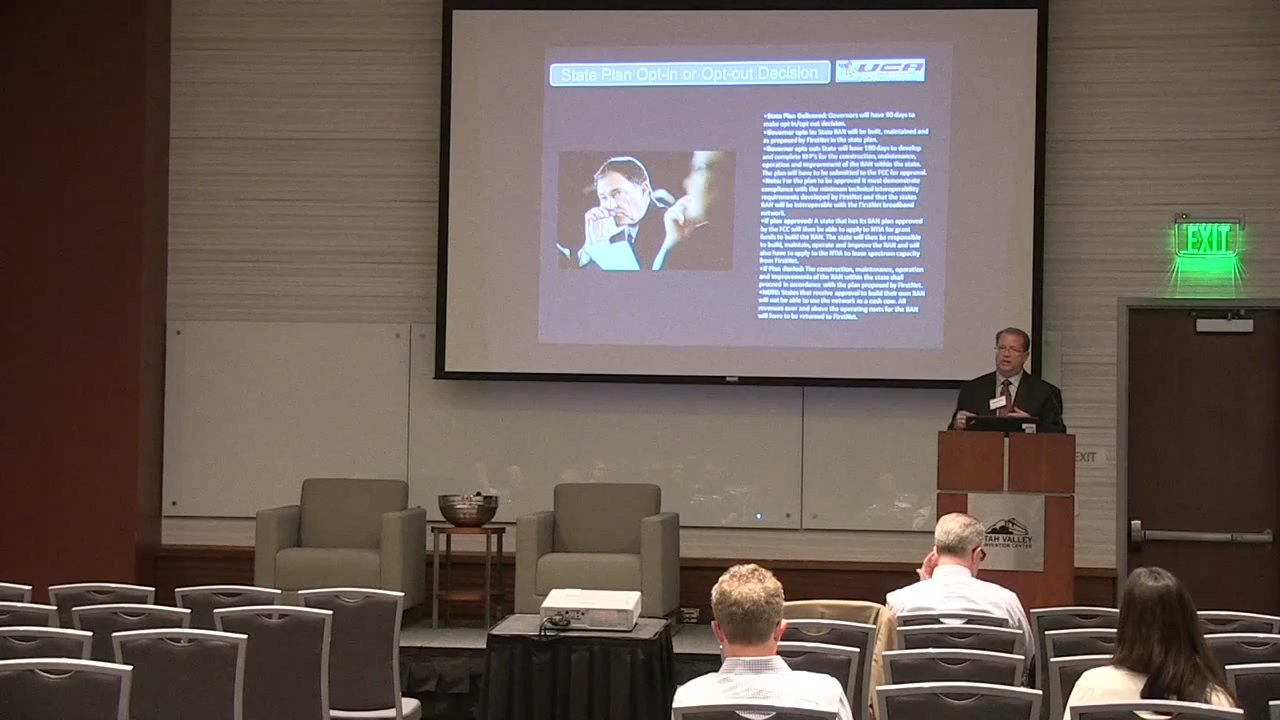 State Plan Opt-in or Opt-out Decision
UCA
•State Plan Delivered: Governors will have 90 days to
make opt in/opt out decision.
•Governor opts in: State RAN will be built, maintained and
as proposed by FirstNet in the state plan.
•Governor opts out: State will have 180 days to develop
and complete RFP's for the construction, maintenance,
operation and improvement of the RAN within the state.
The plan will have to be submitted to the FCC for approval.
•Note: For the plan to be approved it must demonstrate
compliance with the minimum technical interoperability
requirements developed by FirstNet and that the states
RAN will be interoperable with the FirstNet broadband
network.
•If plan approved: A state that has its RAN plan approved
by the FCC will then be able to apply to NTIA for grant
funds to build the RAN. The state will then be responsible
to build, maintain, operate and improve the RAN and will
also have to apply to the NTIA to lease spectrum capacity
from FirstNet.
•If Plan denied: The construction, maintenance, operation
and improvements of the RAN within the state shall
proceed in accordance with the plan proposed by FirstNet.
•NOTE: States that receive approval to build their own RAN
will not be able to use the network as a cash cow. All
revenues over and above the operating costs for the RAN
will have to be returned to FirstNet.
EXIT
EXIT
TAH VALLEY
NVENTION CENTER